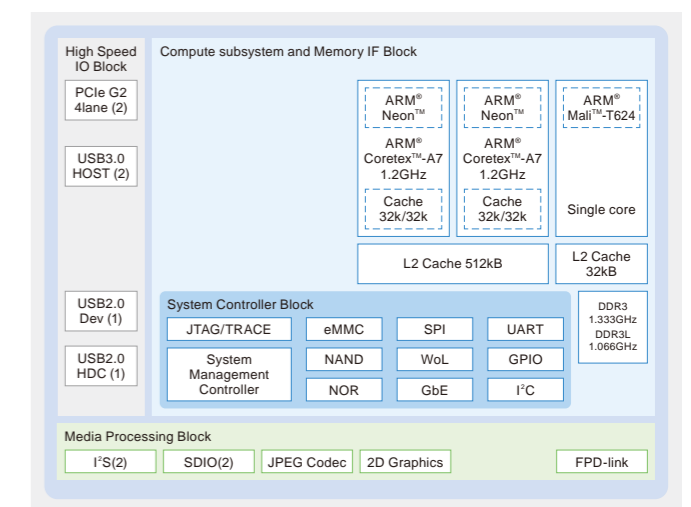 High Speed
IO Block
PCIe G2
4lane (2)
USB3.0
HOST (2)
USB2.0
Dev (1)
USB2.0
HDC (1)
Compute subsystem and Memory IF Block
ARM®
Neon™
ARM®
Coretex™-A7
1.2GHz
Cache
32k/32k
ARM®
Neon™
ARM®
Coretex™-A7
1.2GHz
Cache
32k/32k
ARM®
Mali™-T624
Single core
L2 Cache 512kB
L2 Cache
32kB
System Controller Block
JTAG/TRACE
eMMC
SPI
UART
System
Management
Controller
NAND
WoL
GPIO
NOR
GbE
I²C
DDR3
1.333GHz
DDR3L
1.066GHz
Media Processing Block
I²S(2)
SDIO(2)
JPEG Codec
2D Graphics
FPD-link